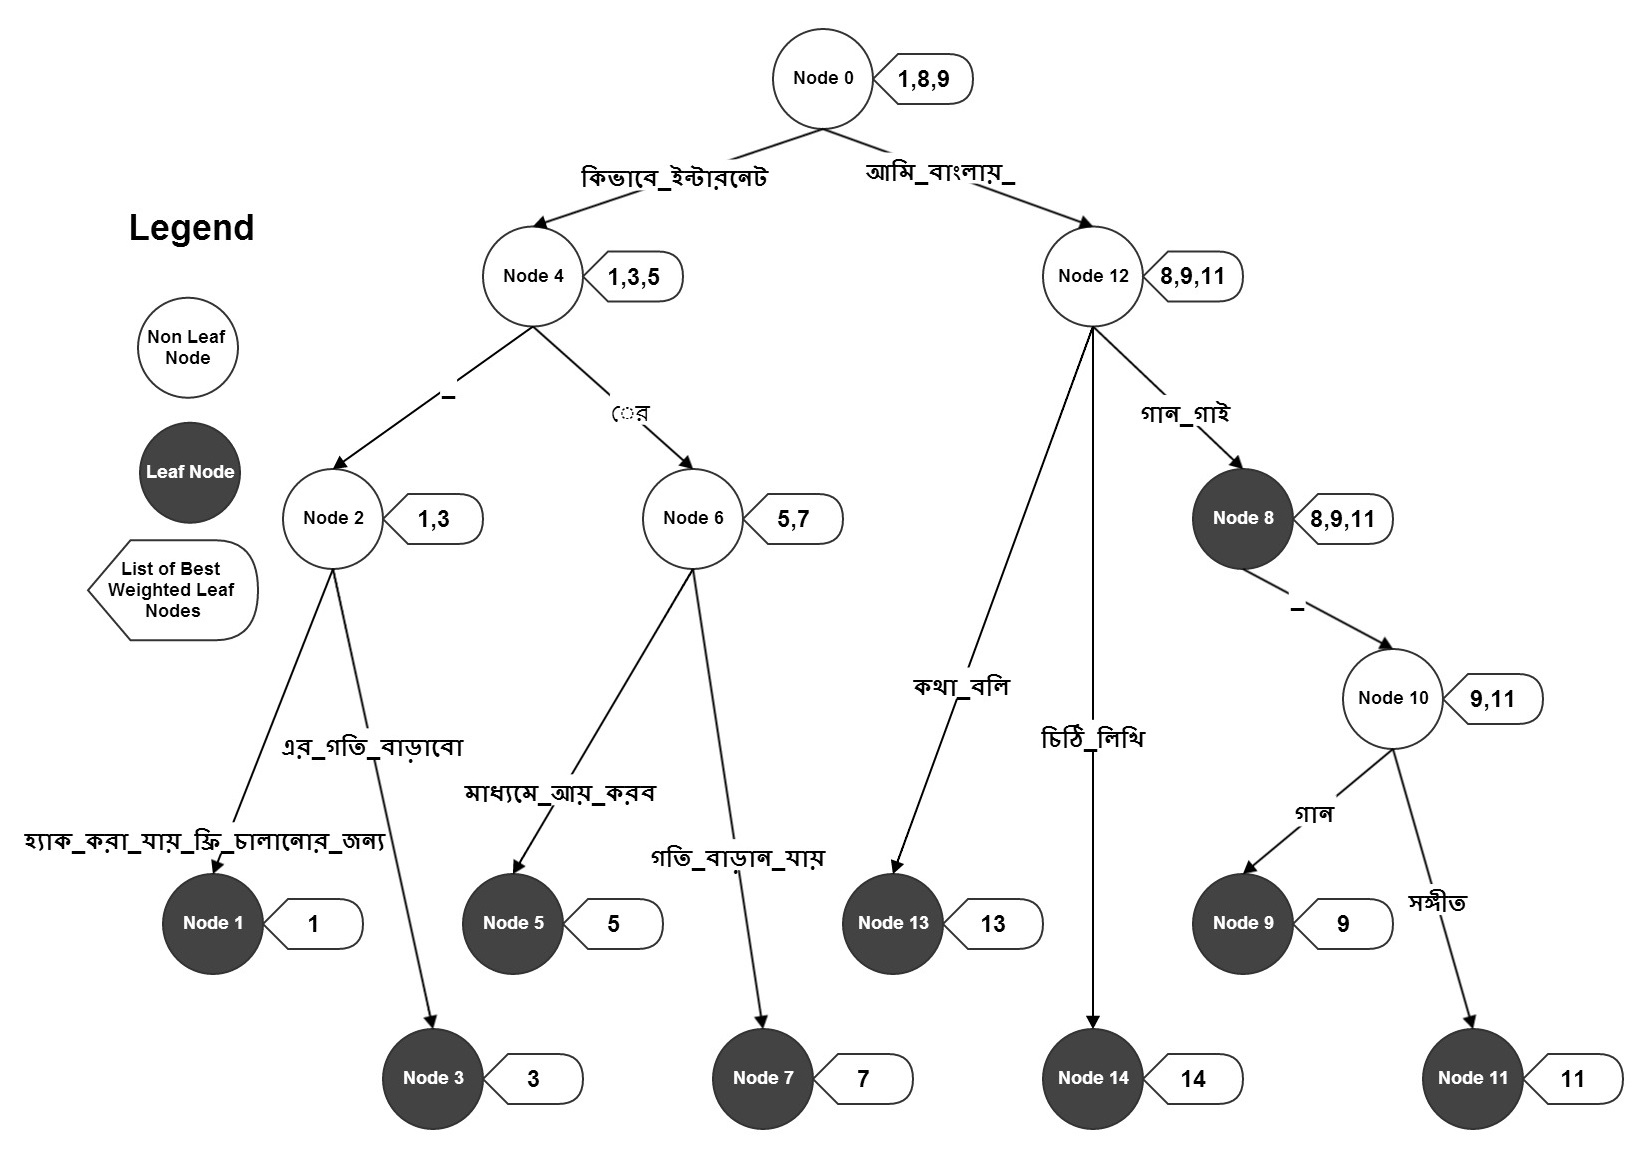 Node 0
1,8,9
কিভাবে_ইন্টারনেট
আমি_বাংলায়_
Legend
Node 4
1,3,5
Node 12
8,9,11
Non Leaf
Node
_
ের
গান_গাই
Leaf Node
Node 2
1,3
Node 6
5,7
Node 8
8,9,11
List of Best
Weighted Leaf
Nodes
_
কথা_বলি
Node 10
9,11
এর_গতি_বাড়াবো
চিঠি_লিখি
মাধ্যমে_আয়_করব
গান
হ্যাক_করা_যায়_ফ্রি_চালানোর_জন্য
গতি_বাড়ান_যায়
সঙ্গীত
Node 1
1
Node 5
5
Node 13
13
Node 9
9
Node 3
3
Node 7
7
Node 14
14
Node 11
11